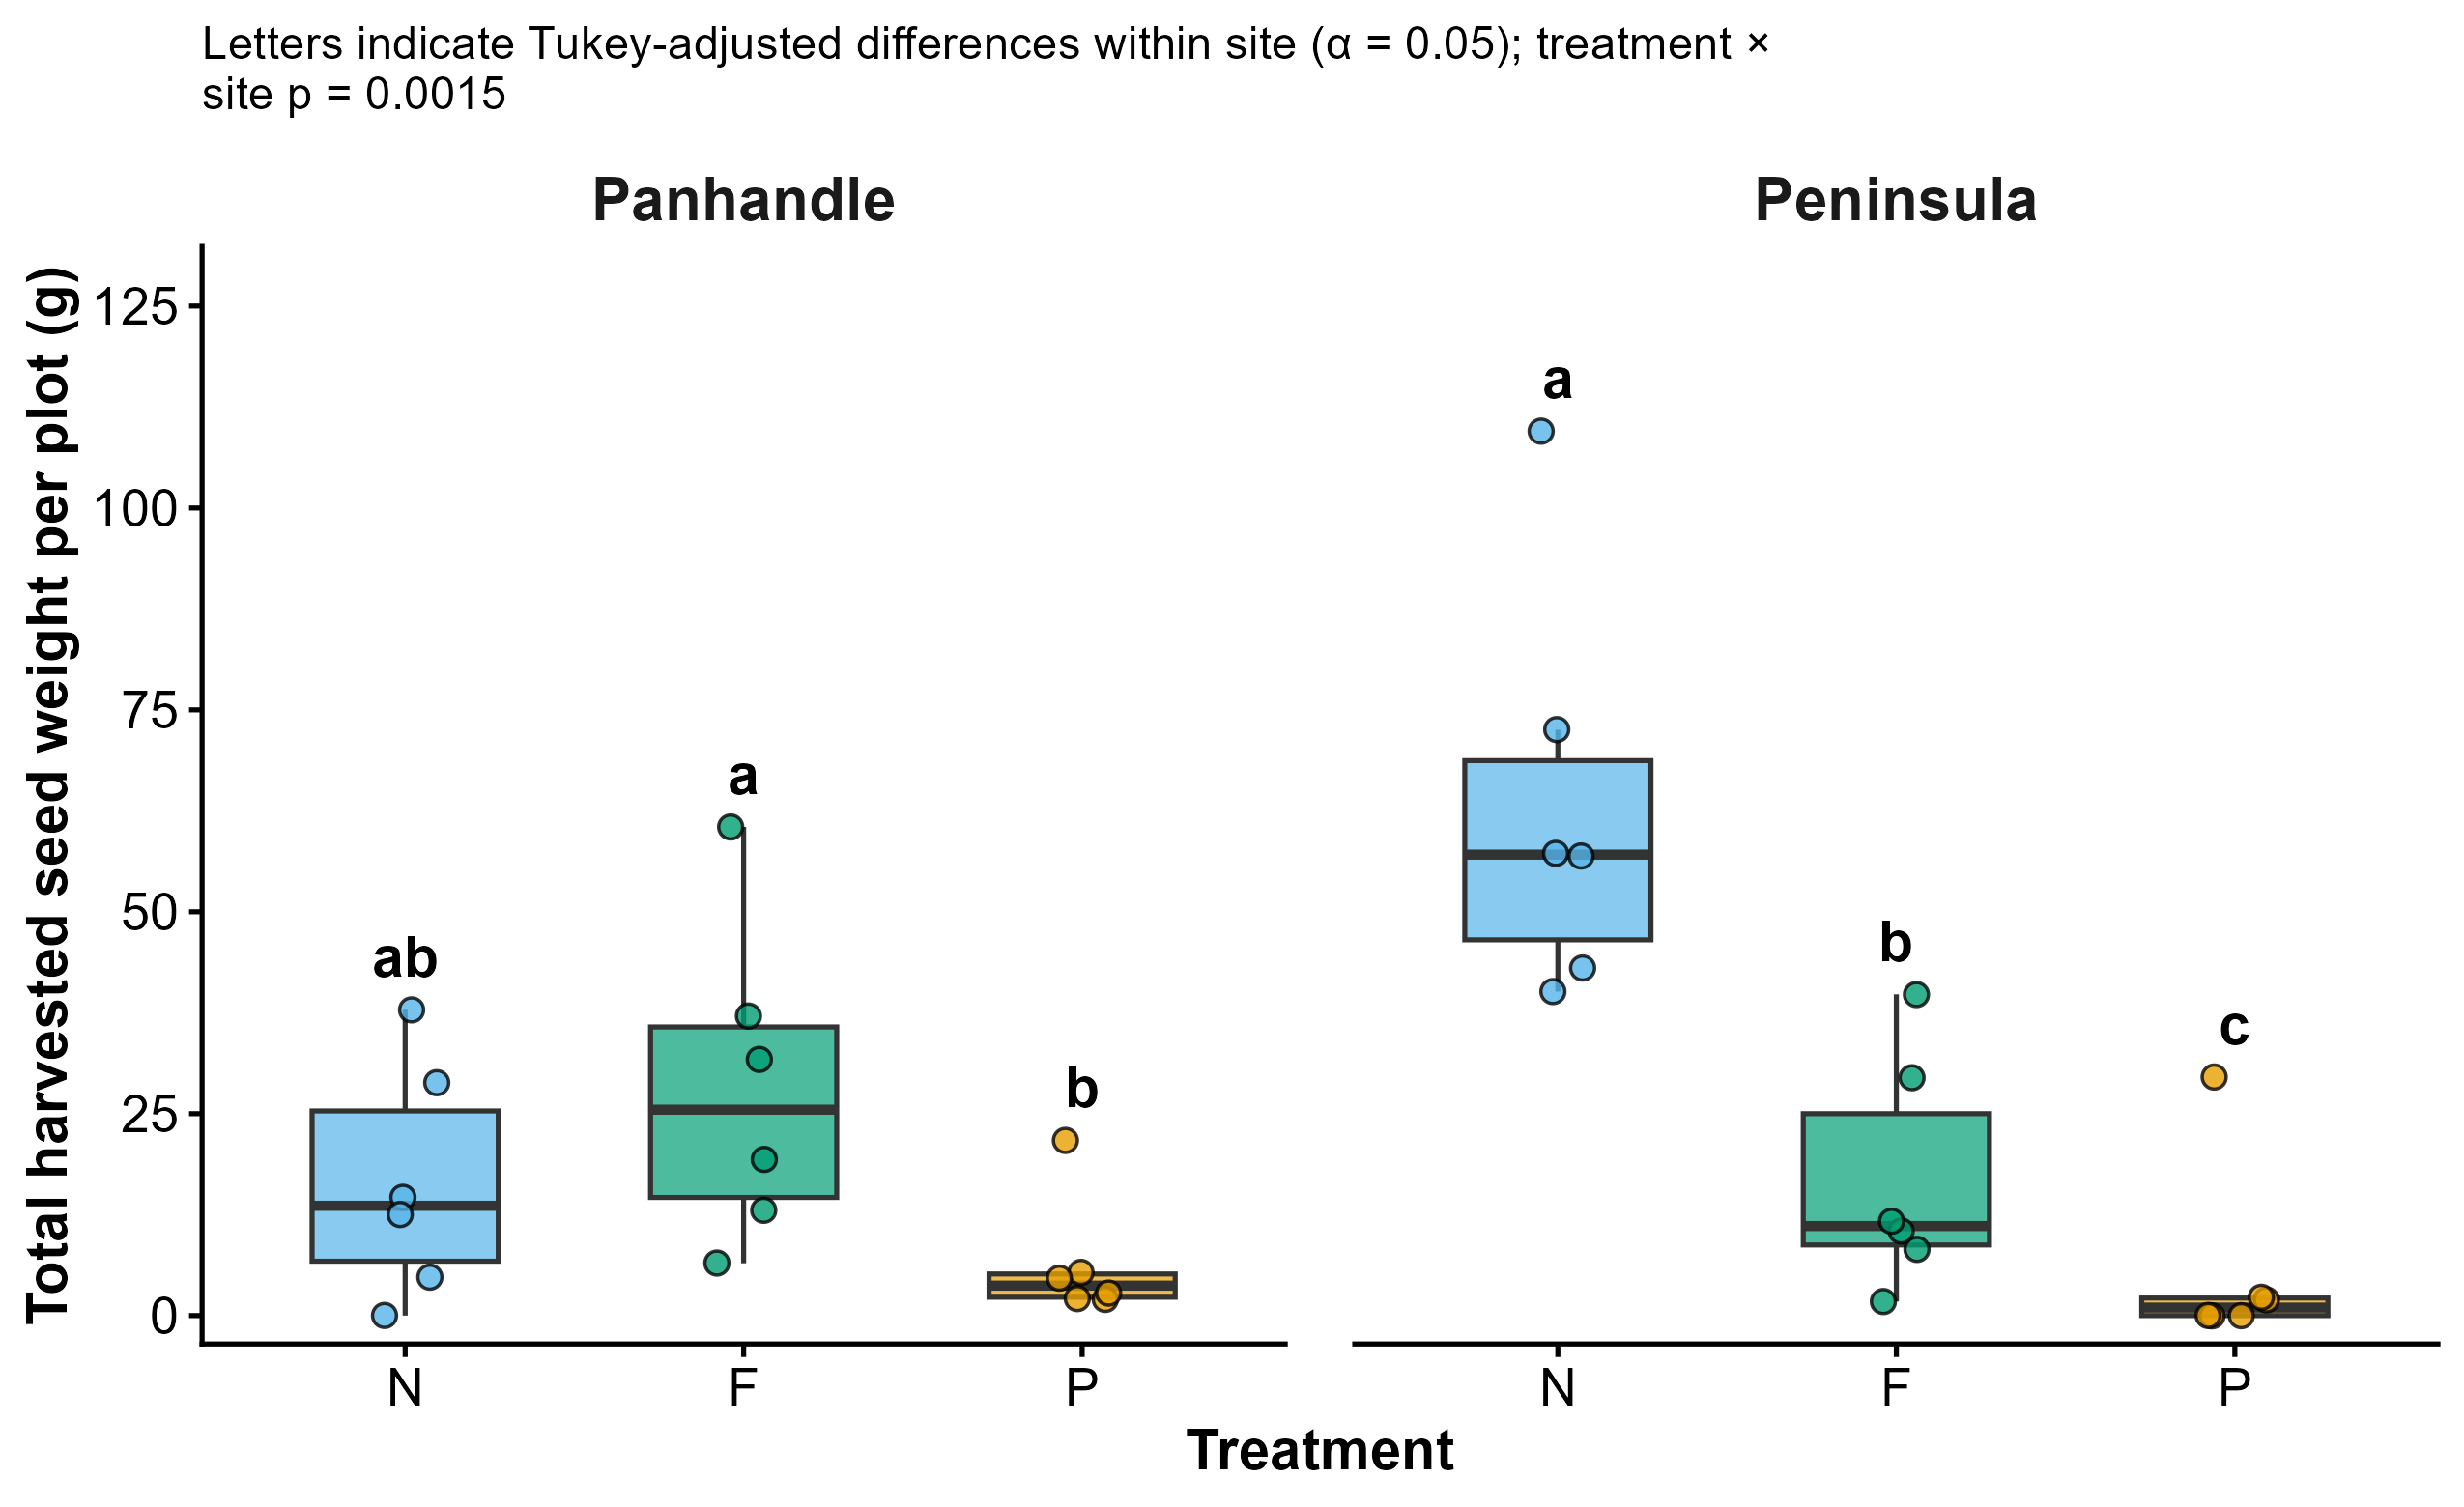 Letters indicate Tukey-adjusted differences within site (α = 0.05); treatment ×
site p = 0.0015
Panhandle
Peninsula
Total harvested seed weight per plot (g)
125
100
75
50
25
0
ab
a
b
a
b
c
N
F
P
N
F
P
Treatment